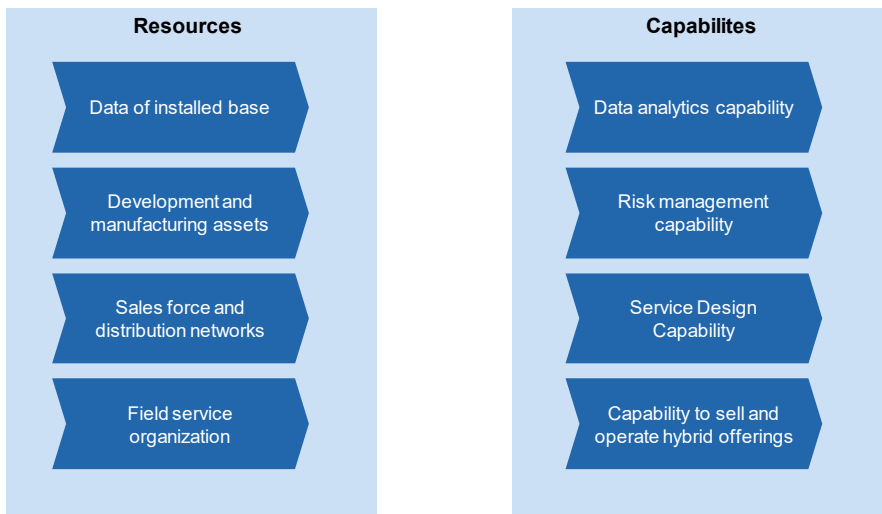 Resources
Data of installed base
Development and
manufacturing assets
Sales force and
distribution networks
Field service
organization
Capabilites
Data analytics capability
Risk management
capability
Service Design
Capability
Capability to sell and
operate hybrid offerings